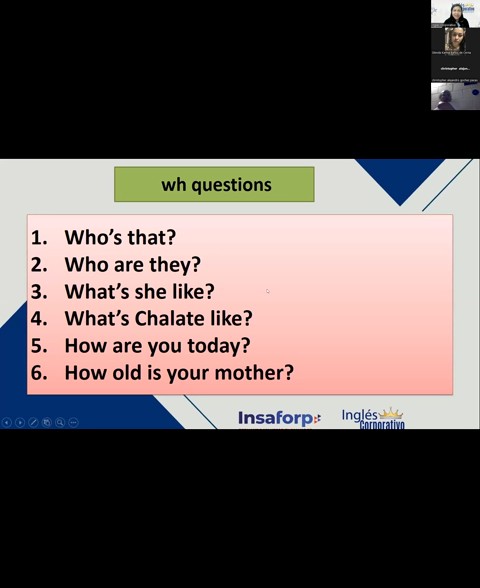 wh questions
1. Who's that?
2. Who are they?
3. What's she like?
4. What's Chalate like?
5. How are you today?
6. How old is your mother?
Insaforp
Inglés
Corporativo